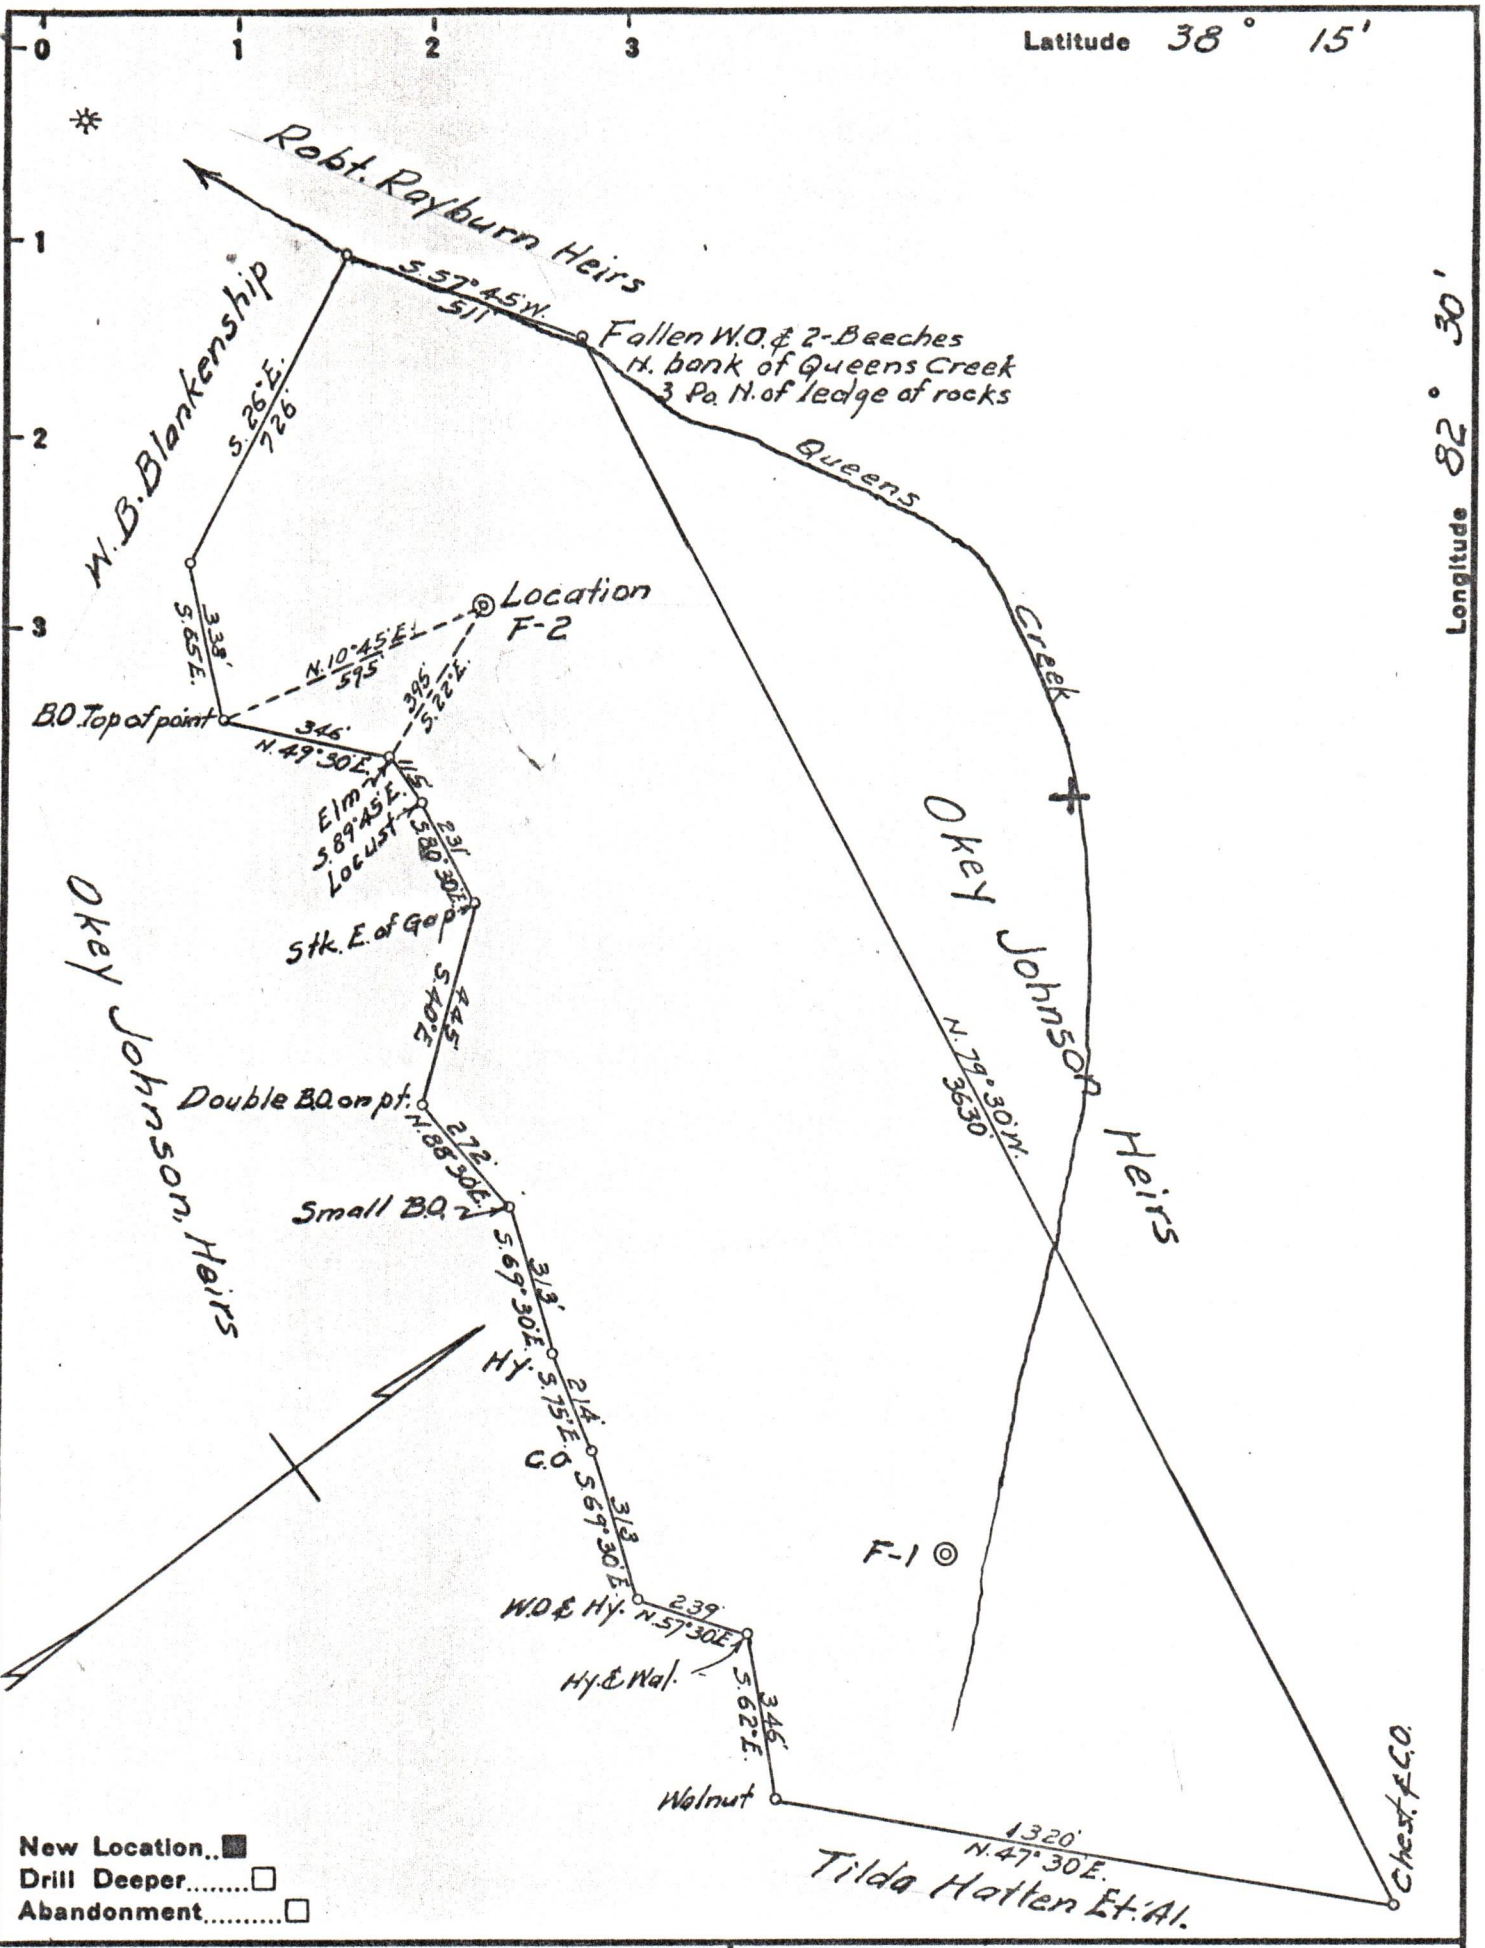 0 1 2 3 Latitude 38° 15'
Robt. Rayburn Heirs
1
S.57°45'W.
511'
Longitude 82° 30'
Fallen W.O. & 2-Beeches
N. bank of Queens Creek
3 Po. N. of ledge of rocks
W. B. Blankenship
S.26°E.
726'
2
Queens
Creek
Location
F-2
3
338'
S.65E.
N.10°45'E.
595'
395'
S.22°E.
B.O. Top of point
346'
N.49°30'E.
115'
Elm
S.89°45'E.
Locust
231'
S.80°30'E.
Okey Johnson Heirs
Stk. E. of Gap
445'
S.40°E.
Okey Johnson, Heirs
N.79°30'W.
3630'
Double B.O. on pt.
272'
N.88°30'E.
Small B.O.
313'
S.69°30'E.
Hy.
214'
S.75°E.
C.O.
313
S.69°30'E.
F-1
W.O & Hy.
239'
N.57°30'E.
Hy. & Wal.
346'
S.62°E.
Walnut
1320'
N.47°30'E.
Chest. & C.O.
Tilda Hatten Et. Al.
New Location..
Drill Deeper........
Abandonment..........